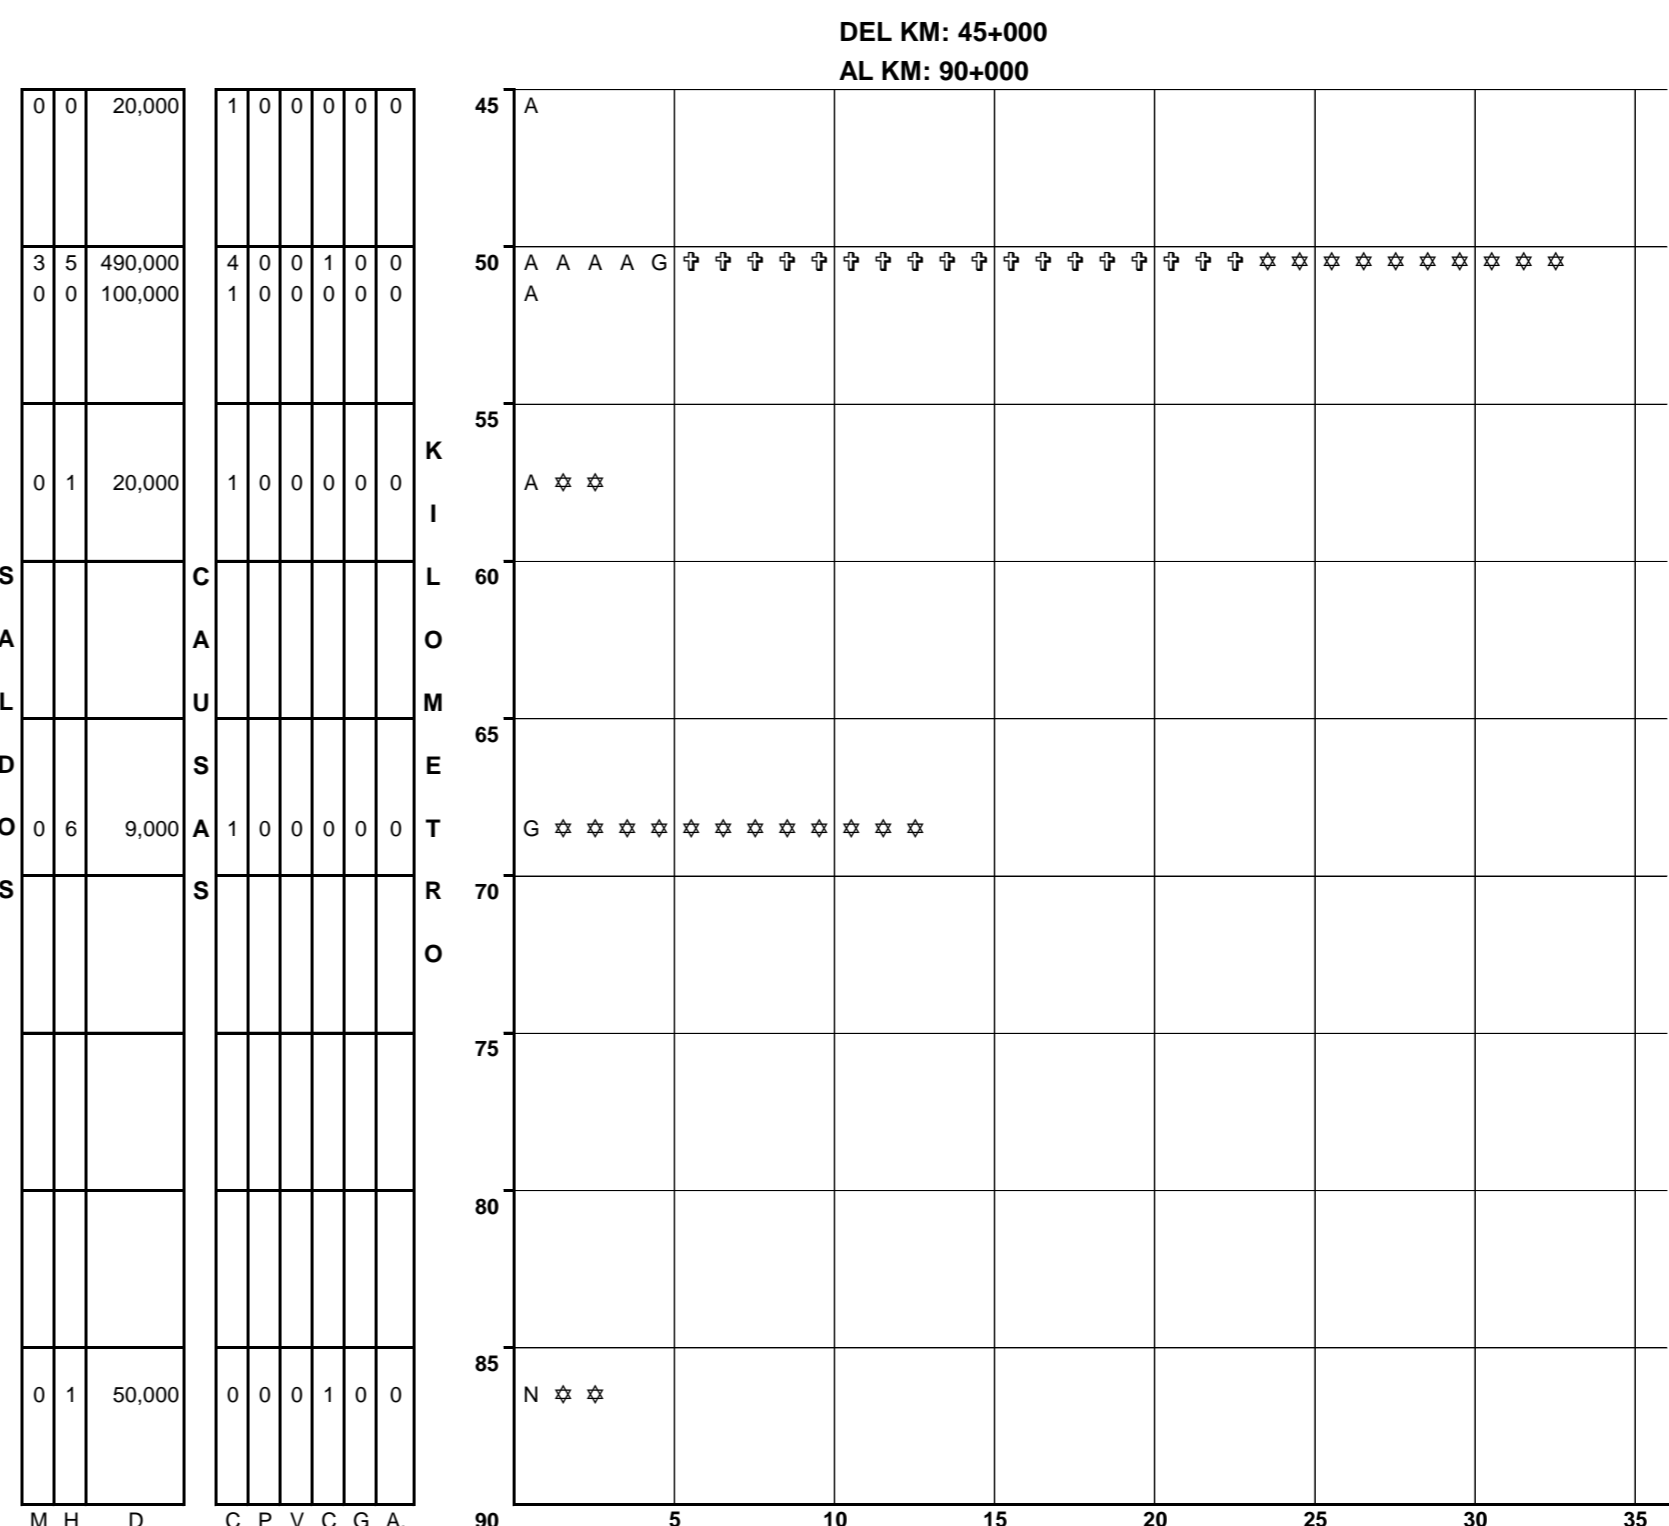 DEL KM: 45+000
AL KM: 90+000
0 0 20,000 1 0 0 0 0 0 45 A
3 5 490,000 4 0 0 1 0 0 50 A A A A G ✞ ✞ ✞ ✞ ✞ ✞ ✞ ✞ ✞ ✞ ✞ ✞ ✞ ✞ ✞ ✞ ✞ ✞ ✡ ✡ ✡ ✡ ✡ ✡ ✡ ✡ ✡ ✡
0 0 100,000 1 0 0 0 0 0 A
55
0 1 20,000 1 0 0 0 0 0 A ✡ ✡
60
65
0 6 9,000 1 0 0 0 0 0 G ✡ ✡ ✡ ✡ ✡ ✡ ✡ ✡ ✡ ✡ ✡ ✡
70
75
80
85
0 1 50,000 0 0 0 1 0 0 N ✡ ✡
M H D C P V C G A. 90 5 10 15 20 25 30 35
SALDOS
CAUSAS
KILOMETRO